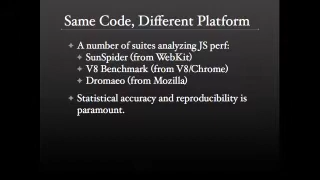 Same Code, Different Platform
A number of suites analyzing JS perf:
SunSpider (from WebKit)
V8 Benchmark (from V8/Chrome)
Dromaeo (from Mozilla)
Statistical accuracy and reproducibility is
paramount.